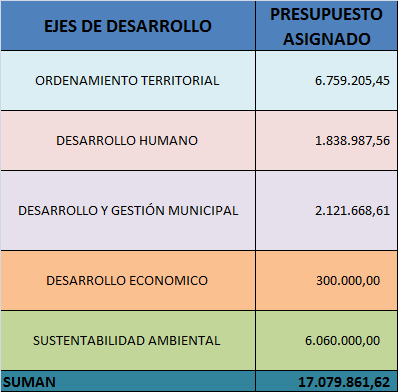 EJES DE DESARROLLO
PRESUPUESTO
ASIGNADO
ORDENAMIENTO TERRITORIAL 6.759.205,45
DESARROLLO HUMANO 1.838.987,56
DESARROLLO Y GESTIÓN MUNICIPAL 2.121.668,61
DESARROLLO ECONOMICO 300.000,00
SUSTENTABILIDAD AMBIENTAL 6.060.000,00
SUMAN 17.079.861,62